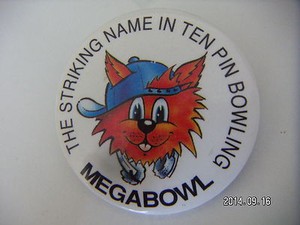 THE STRIKING NAME IN TEN PIN BOWLING
MEGABOWL
2014.09.16